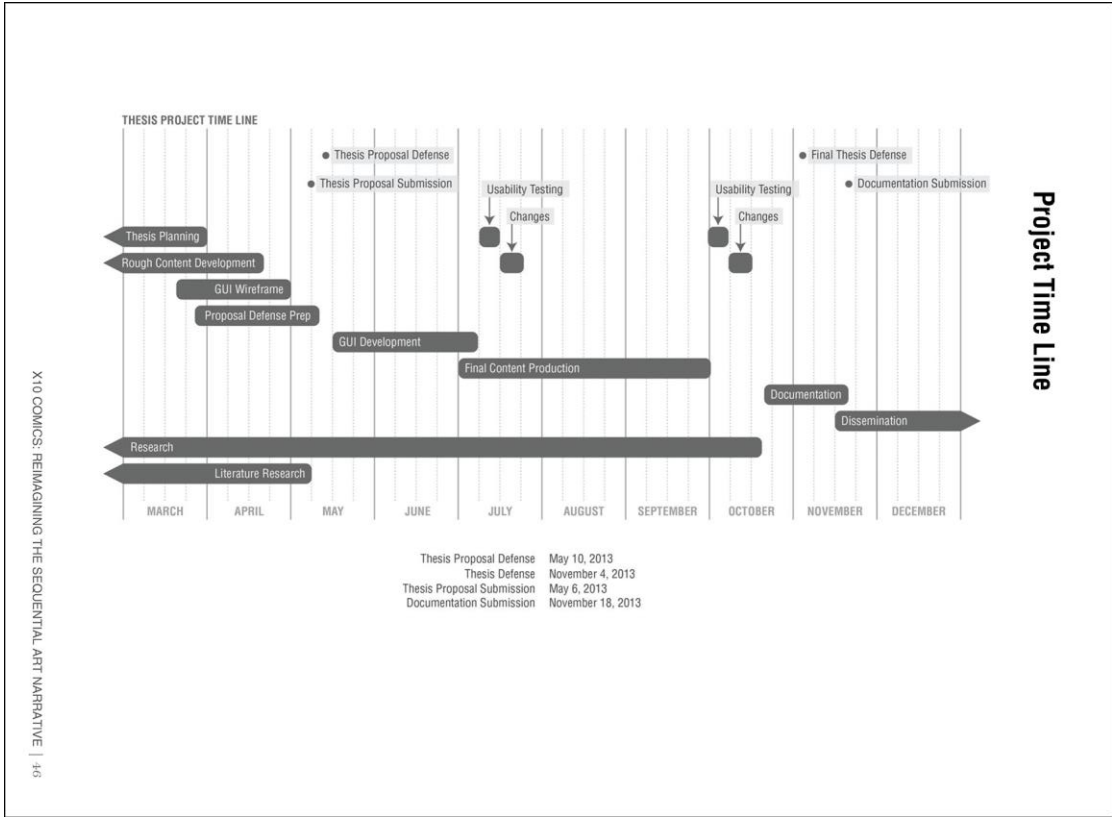 Project Time Line
THESIS PROJECT TIME LINE
Thesis Proposal Defense
Final Thesis Defense
Thesis Proposal Submission
Documentation Submission
Usability Testing
Usability Testing
Changes
Changes
Thesis Planning
Rough Content Development
GUI Wireframe
Proposal Defense Prep
GUI Development
Final Content Production
Documentation
Dissemination
Research
Literature Research
MARCH APRIL MAY JUNE JULY AUGUST SEPTEMBER OCTOBER NOVEMBER DECEMBER
Thesis Proposal Defense May 10, 2013
Thesis Defense November 4, 2013
Thesis Proposal Submission May 6, 2013
Documentation Submission November 18, 2013
X10 COMICS: REIMAGINING THE SEQUENTIAL ART NARRATIVE | 46